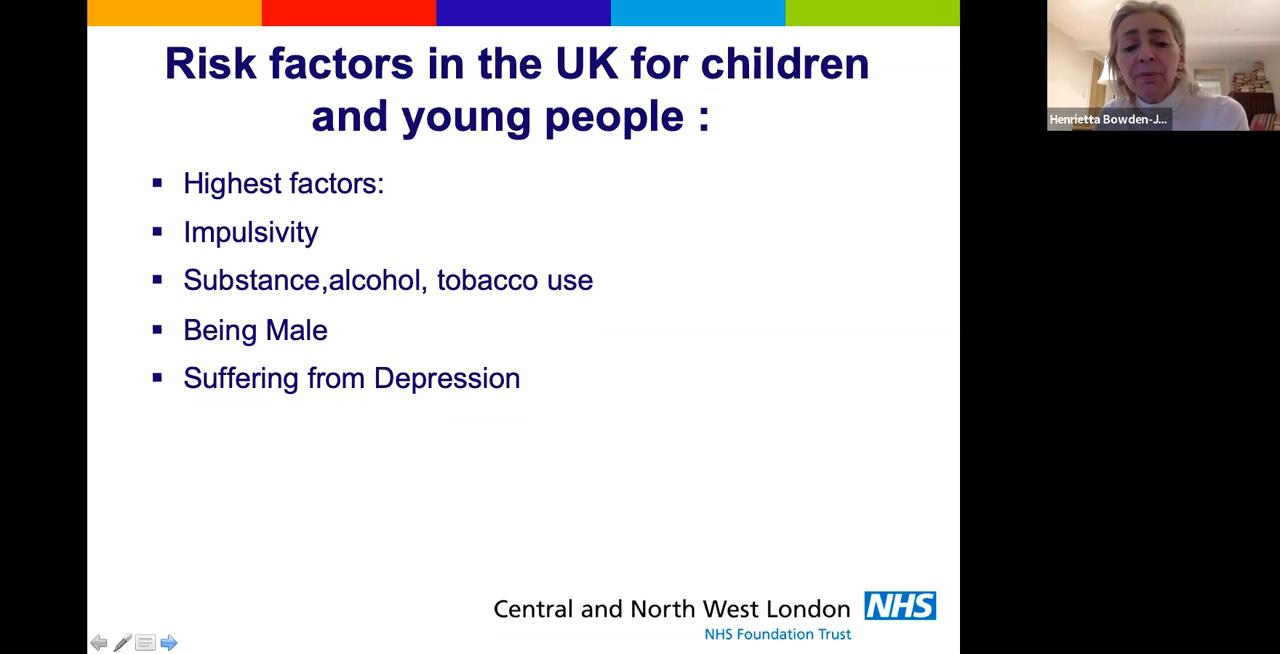 Risk factors in the UK for children
and young people :
Highest factors:
Impulsivity
Substance,alcohol, tobacco use
Being Male
Suffering from Depression
Central and North West London NHS
NHS Foundation Trust
Henrietta Bowden-J...